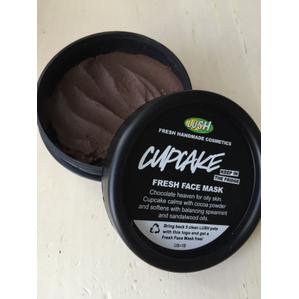 LUSH
FRESH HANDMADE COSMETICS
CUPCAKE
KEEP IN
THE FRIDGE
FRESH FACE MASK
Chocolate heaven for oily skin.
Cupcake calms with cocoa powder
and softens with balancing spearmint
and sandalwood oils.
Bring back 5 clean LUSH pots
with this logo and get a
Fresh Face Mask free!